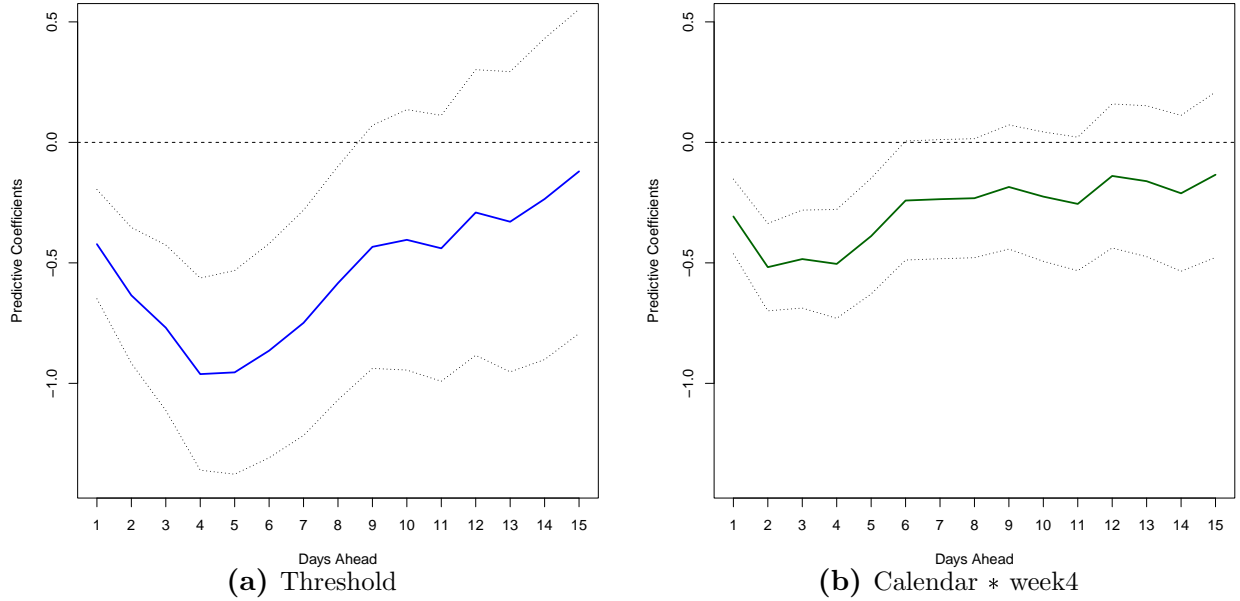 0.5
0.0
−0.5
−1.0
Predictive Coefficients
1 2 3 4 5 6 7 8 9 10 11 12 13 14 15
Days Ahead
(a) Threshold
0.5
0.0
−0.5
−1.0
Predictive Coefficients
1 2 3 4 5 6 7 8 9 10 11 12 13 14 15
Days Ahead
(b) Calendar ∗ week4